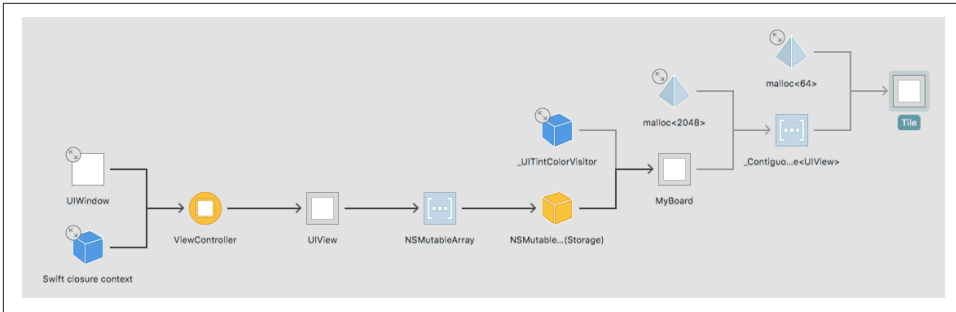 malloc<64>
malloc<2048>
Tile
_UITintColorVisitor
_Contiguo...e<UIView>
MyBoard
UIWindow
ViewController
UIView
NSMutableArray
NSMutable...(Storage)
Swift closure context